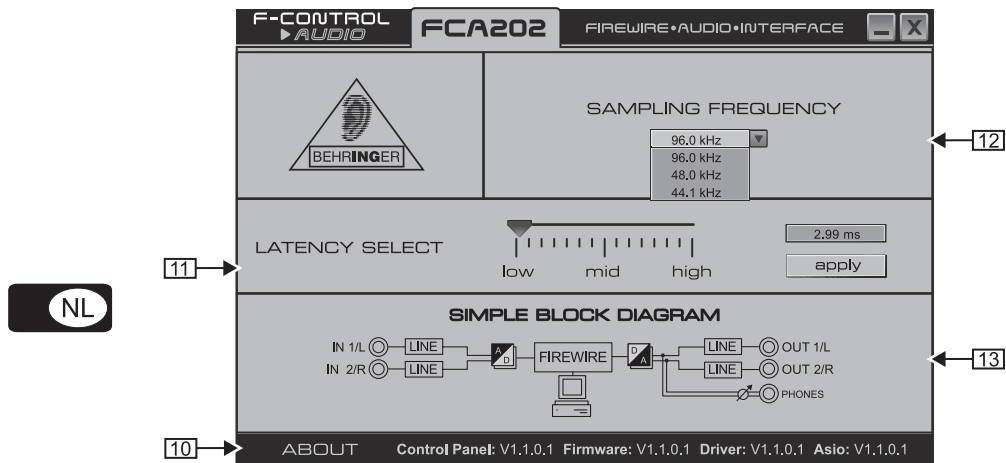 F-CONTROL
AUDIO
FCA202
FIREWIRE•AUDIO•INTERFACE
X
BEHRINGER
SAMPLING FREQUENCY
96.0 kHz
96.0 kHz
48.0 kHz
44.1 kHz
12
LATENCY SELECT
low mid high
2.99 ms
apply
11
NL
SIMPLE BLOCK DIAGRAM
IN 1/L LINE A D FIREWIRE D A LINE OUT 1/L
IN 2/R LINE LINE OUT 2/R
PHONES
13
10
ABOUT Control Panel: V1.1.0.1 Firmware: V1.1.0.1 Driver: V1.1.0.1 Asio: V1.1.0.1